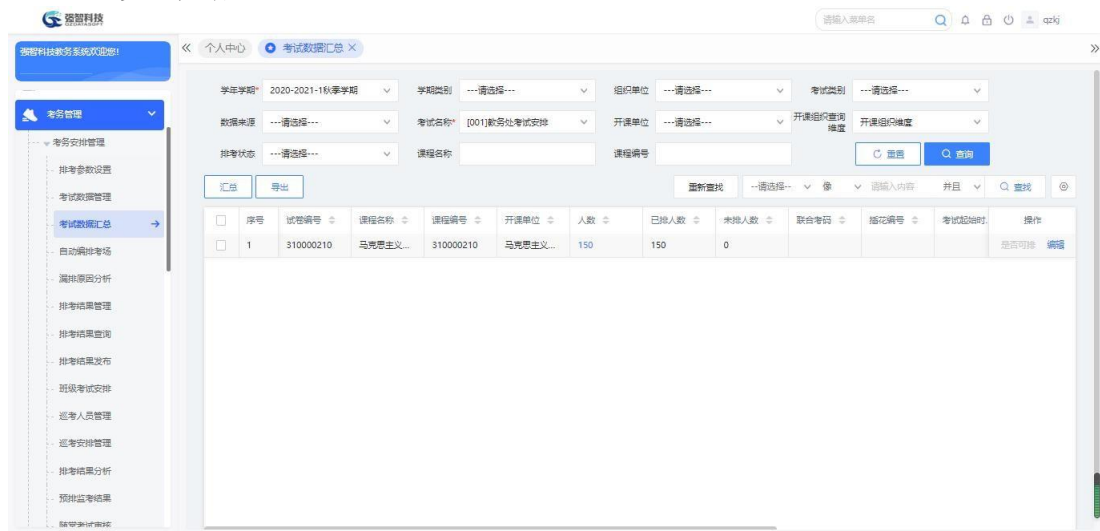 强智科技
QZDATASOFT
请输入菜单名
qzkj
强智科技教务系统欢迎您!
个人中心
考试数据汇总 ×
考务管理
考务安排管理
排考参数设置
考试数据管理
考试数据汇总
自动编排考场
漏排原因分析
排考结果管理
排考结果查询
排考结果发布
班级考试安排
巡考人员管理
巡考安排管理
排考结果分析
预排监考结果
随堂考试审核
学年学期* 2020-2021-1秋季学期 学期类别 ---请选择--- 组织单位 ---请选择--- 考试类别 ---请选择---
数据来源 ---请选择--- 考试名称* [001]教务处考试安排 开课单位 ---请选择--- 开课组织查询维度 开课组织维度
排考状态 ---请选择--- 课程名称 课程编号 重置 查询
汇总 导出 重新查找 --请选择-- 像 请输入内容 并且 查找
序号 试卷编号 课程名称 课程编号 开课单位 人数 已排人数 未排人数 联合考码 插花编号 考试起始时. 操作
1 310000210 马克思主义... 310000210 马克思主义... 150 150 0 是否可排 编辑